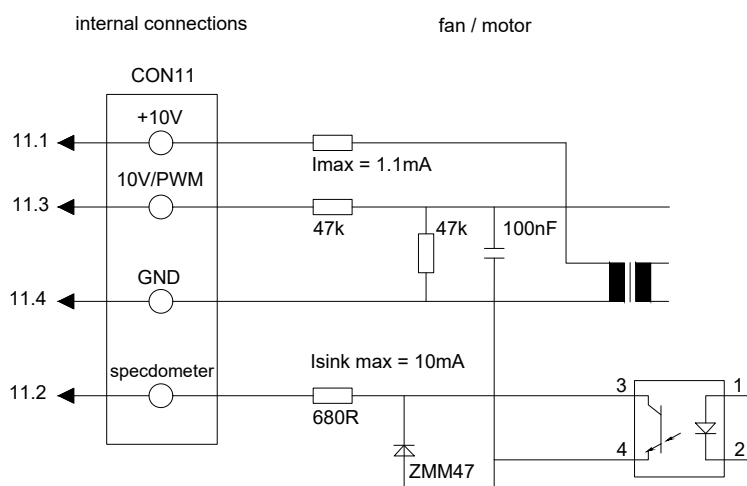 internal connections
fan / motor
CON11
+10V
11.1
Imax = 1.1mA
10V/PWM
11.3
47k
47k
100nF
GND
11.4
Isink max = 10mA
specdometer
11.2
680R
3
1
4
2
ZMM47